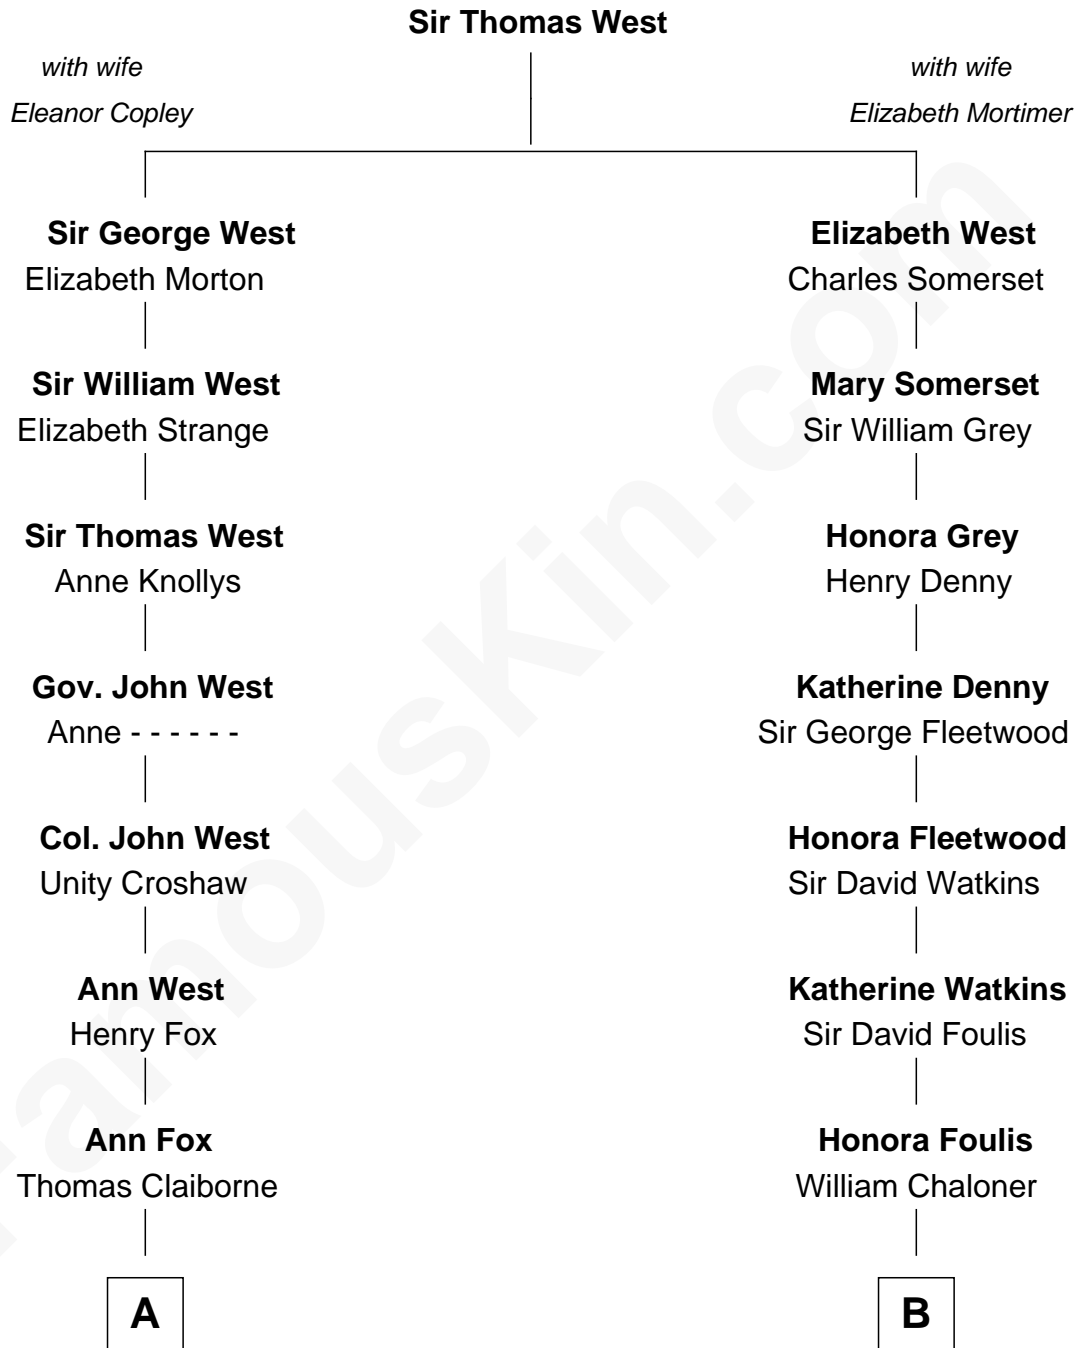 Sir Thomas West
with wife
Eleanor Copley
with wife
Elizabeth Mortimer
Sir George West
Elizabeth Morton
Elizabeth West
Charles Somerset
Sir William West
Elizabeth Strange
Mary Somerset
Sir William Grey
Sir Thomas West
Anne Knollys
Honora Grey
Henry Denny
Gov. John West
Anne - - - - - -
Katherine Denny
Sir George Fleetwood
Col. John West
Unity Croshaw
Honora Fleetwood
Sir David Watkins
Ann West
Henry Fox
Katherine Watkins
Sir David Foulis
Ann Fox
Thomas Claiborne
Honora Foulis
William Chaloner
A
B
FamousKin.com